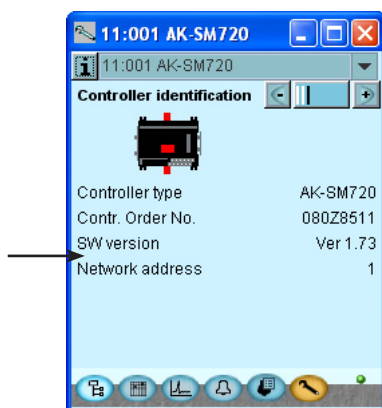 11:001 AK-SM720
11:001 AK-SM720
Controller identification
Controller type AK-SM720
Contr. Order No. 080Z8511
SW version Ver 1.73
Network address 1